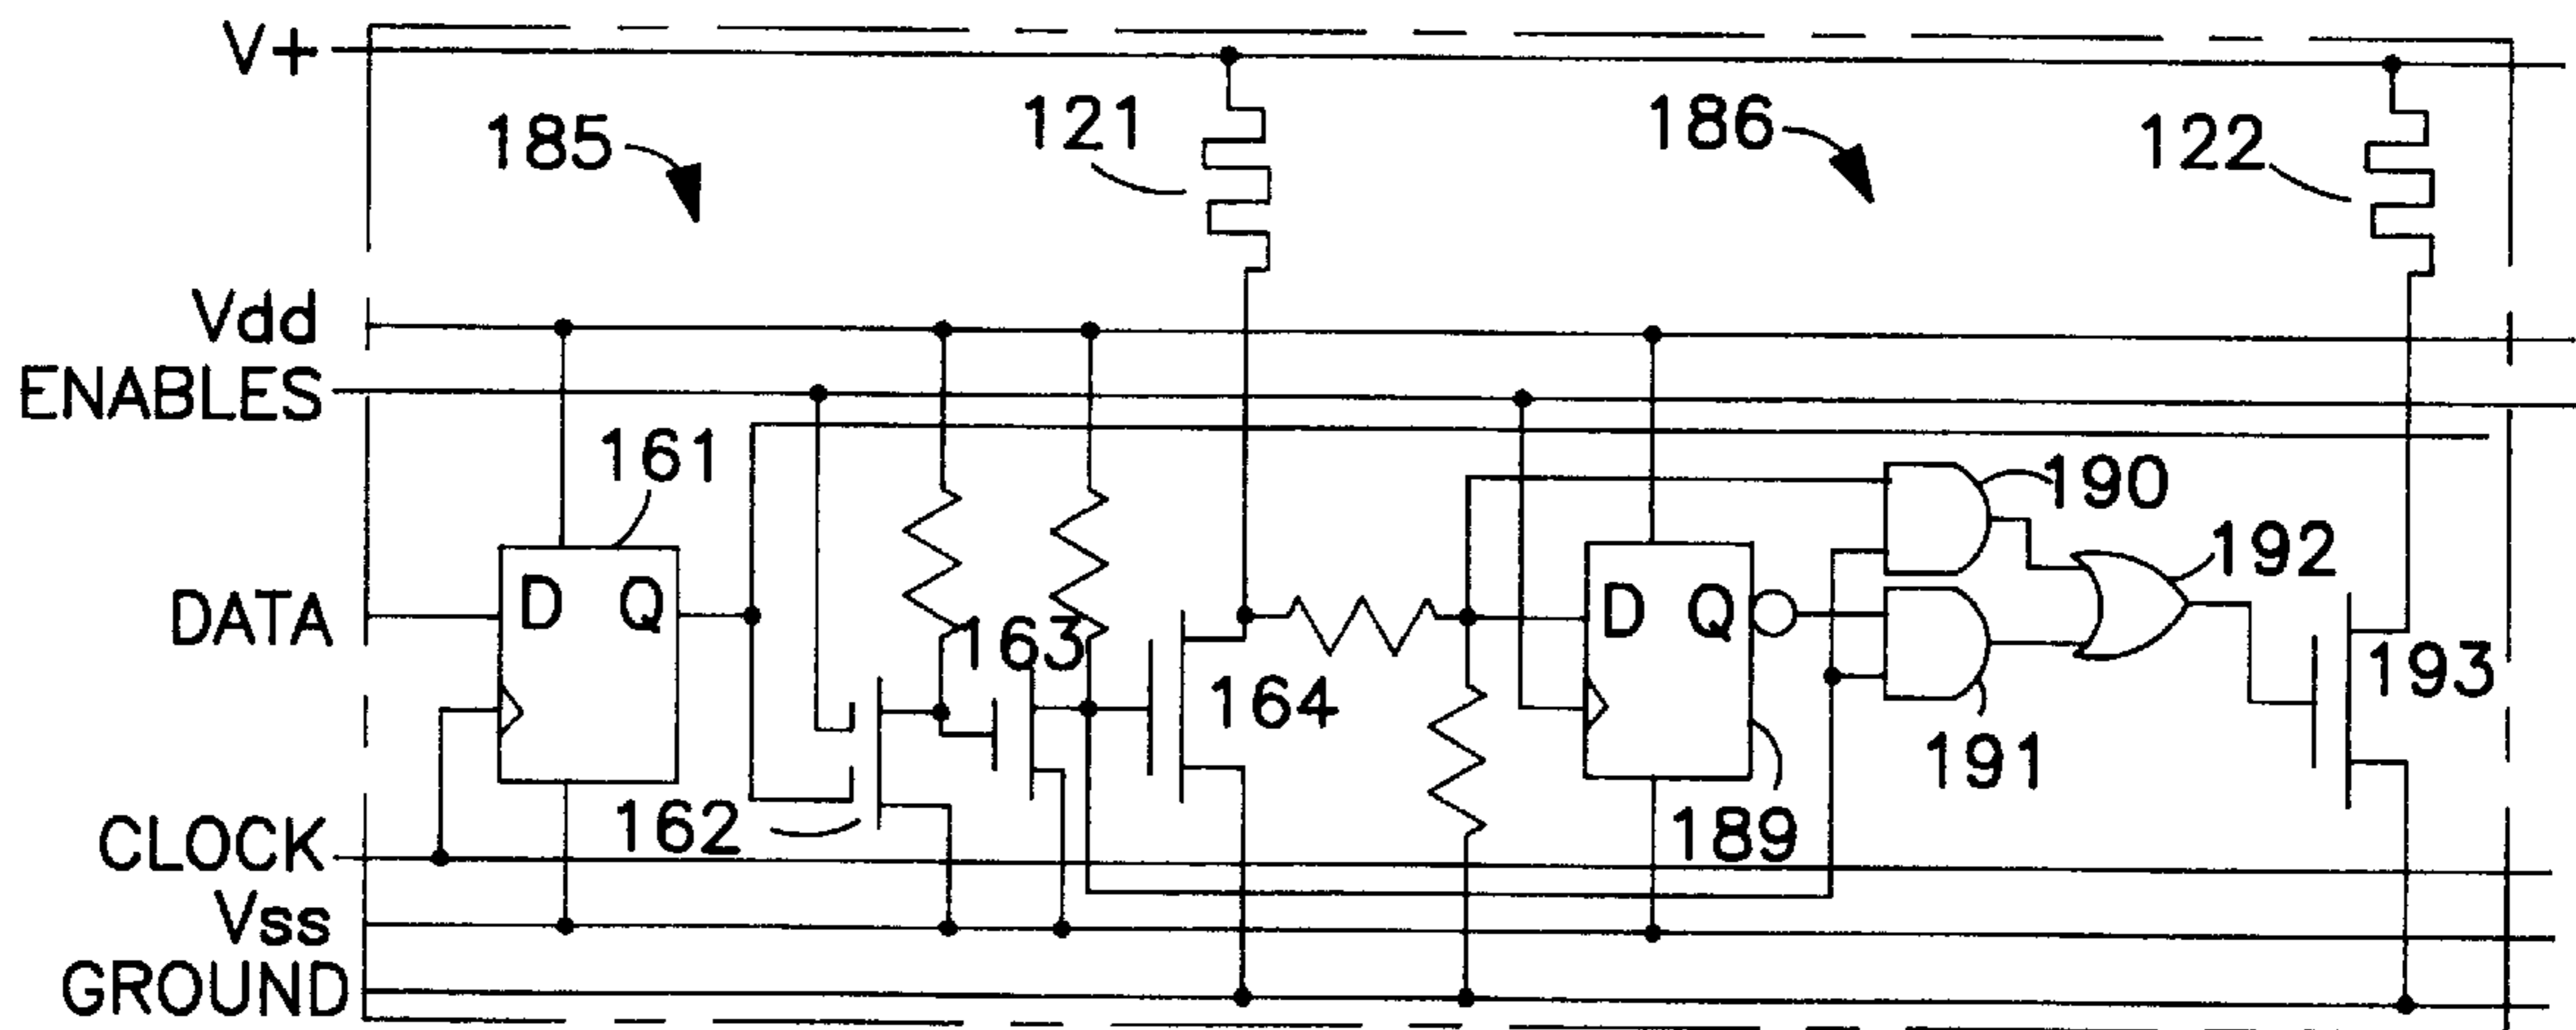 V+
185
121
186
122
Vdd
ENABLES
161
190
192
DATA
D Q
163
164
D Q
193
191
162
189
CLOCK
Vss
GROUND